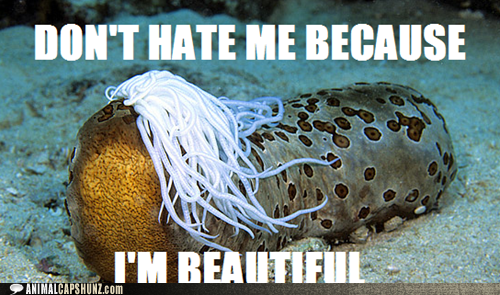 DON'T HATE ME BECAUSE
I'M BEAUTIFUL
ANIMALCAPSHUNZ.com